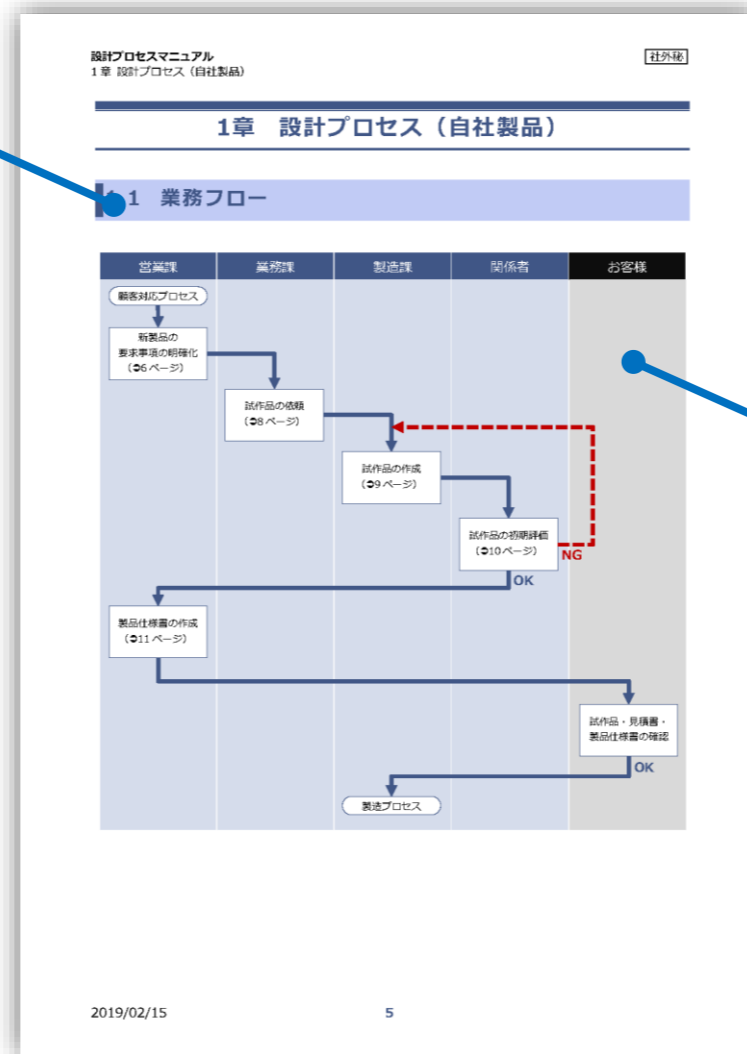 設計プロセスマニュアル
1章 設計プロセス（自社製品）
社外秘
1章 設計プロセス（自社製品）
1 業務フロー
営業課 業務課 製造課 関係者 お客様
顧客対応プロセス
新製品の
要求事項の明確化
（➲6 ページ）
試作品の依頼
（➲8 ページ）
試作品の作成
（➲9 ページ）
試作品の初期評価
（➲10 ページ）
NG
OK
製品仕様書の作成
（➲11 ページ）
試作品・見積書・
製品仕様書の確認
OK
製造プロセス
2019/02/15
5